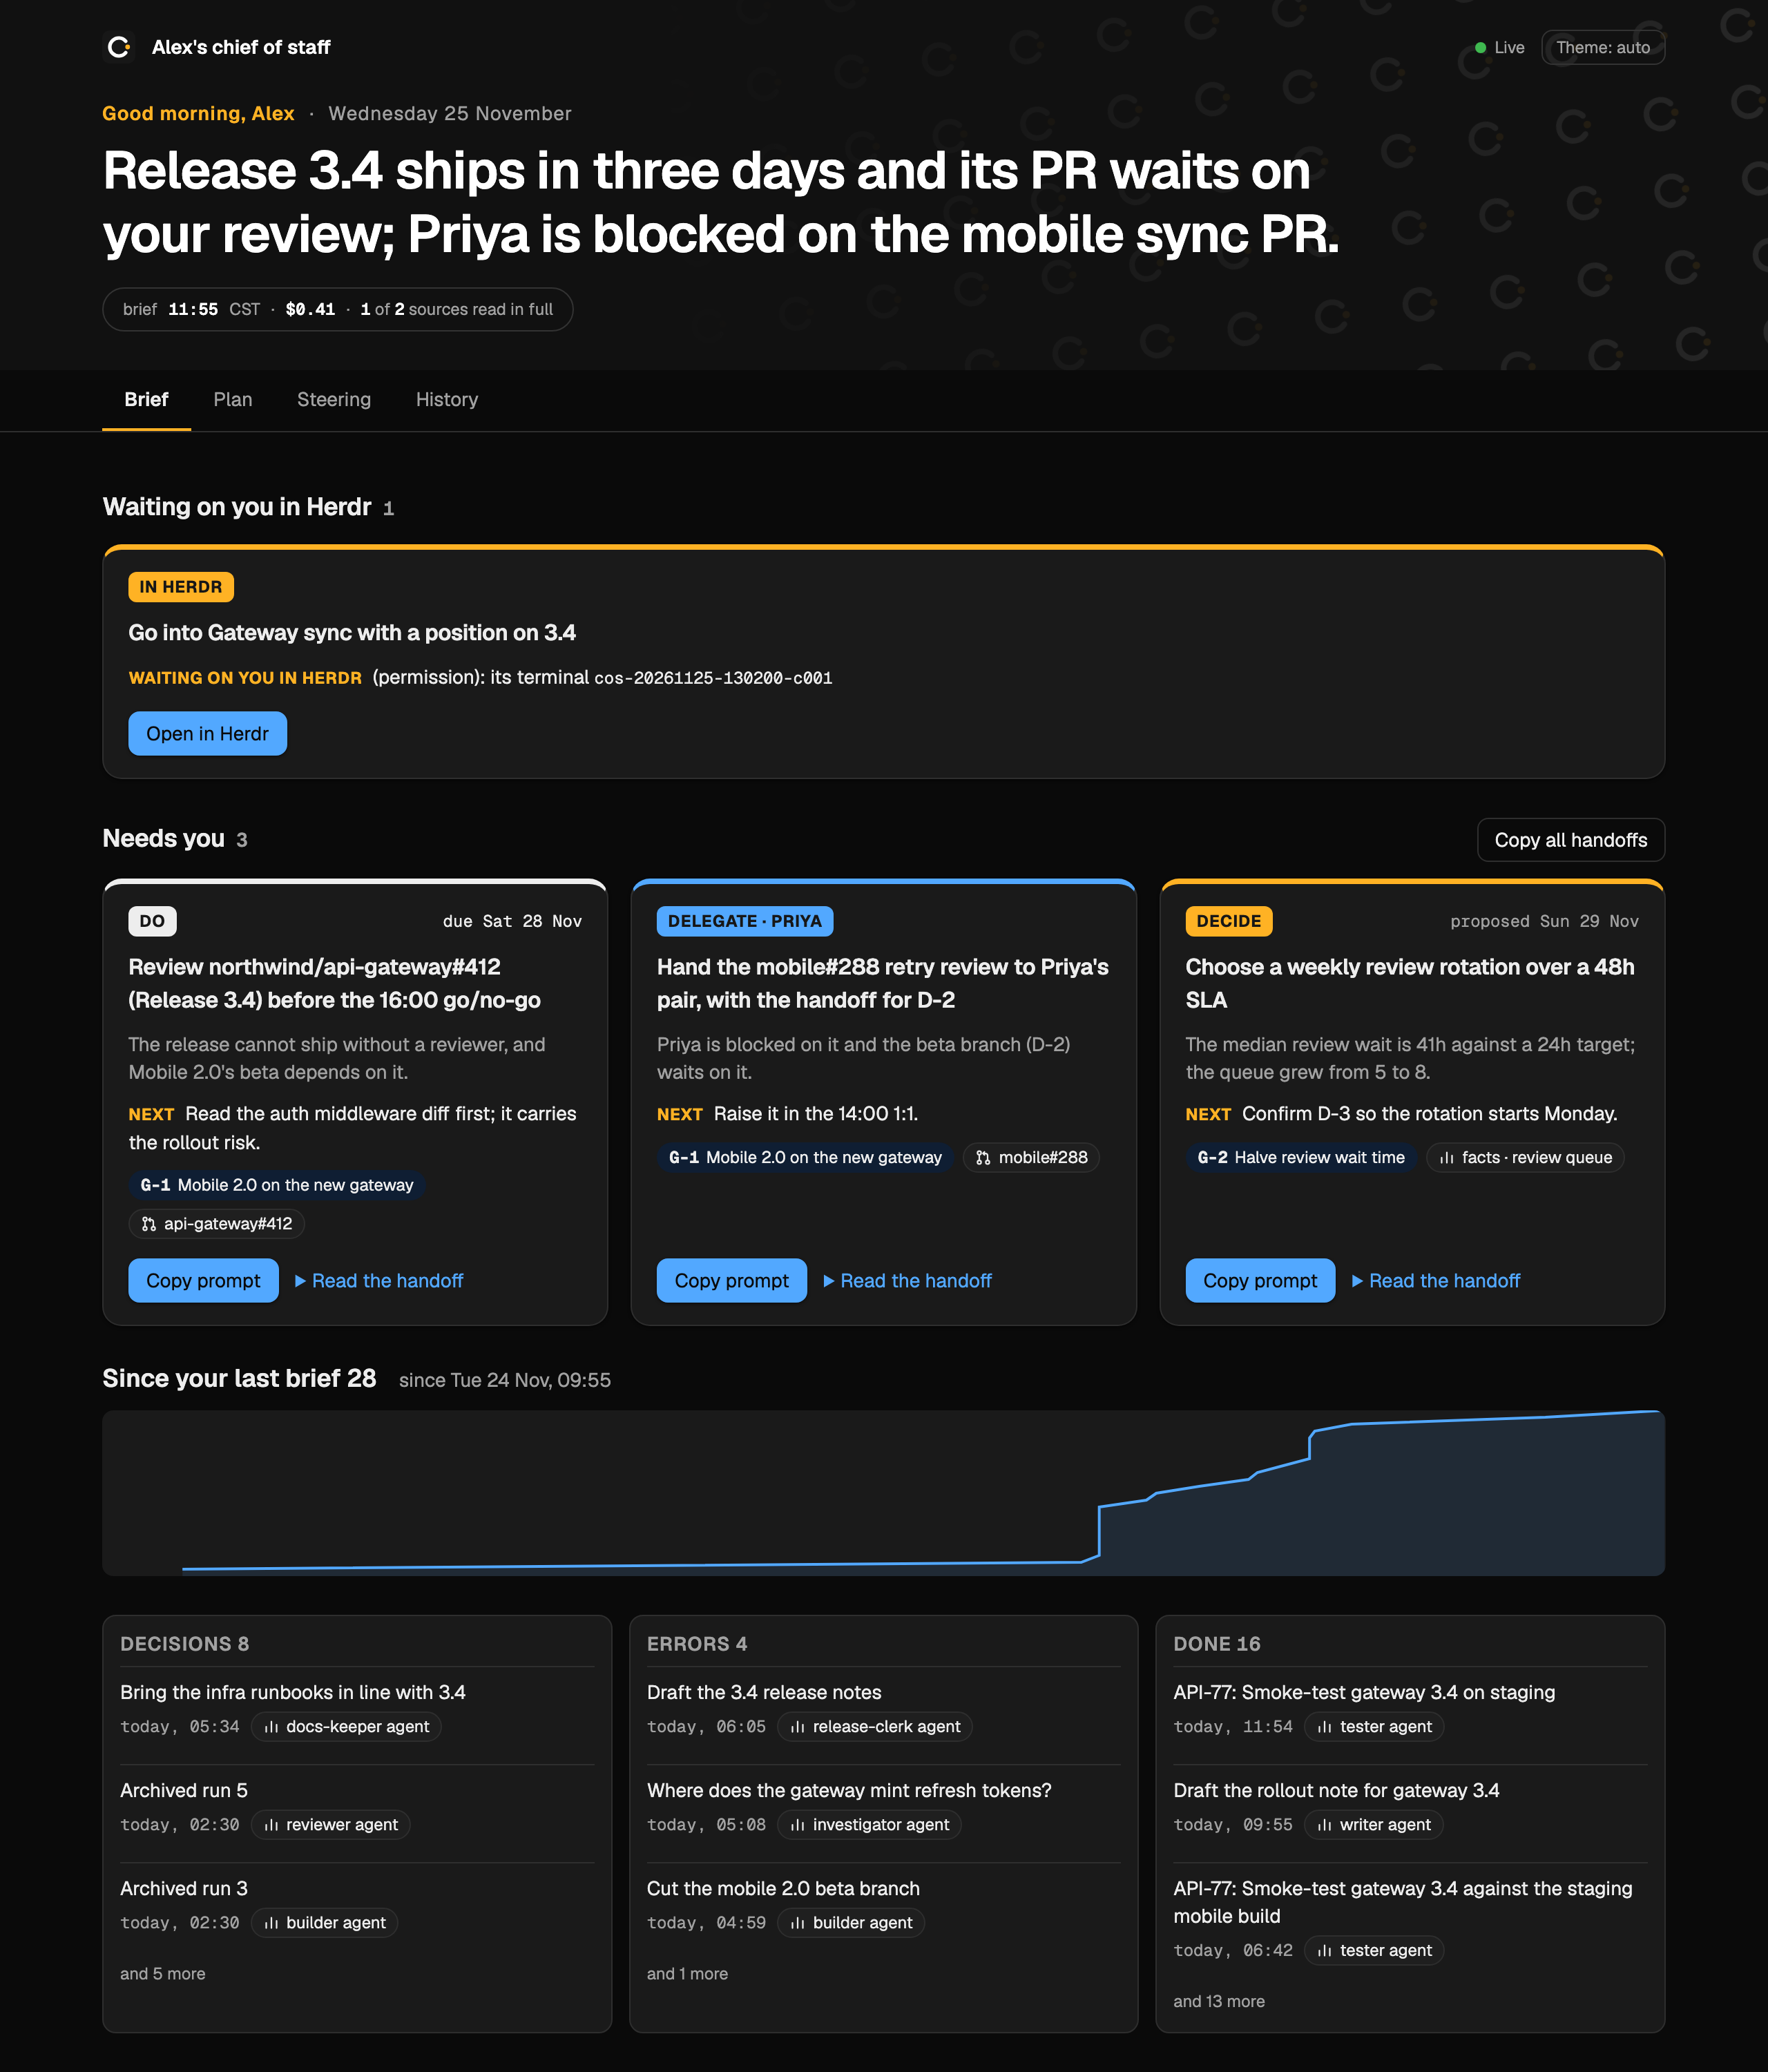 Alex's chief of staff
Live
Theme: auto
Good morning, Alex · Wednesday 25 November
Release 3.4 ships in three days and its PR waits on
your review; Priya is blocked on the mobile sync PR.
brief 11:55 CST · $0.41 · 1 of 2 sources read in full
Brief
Plan
Steering
History
Waiting on you in Herdr 1
IN HERDR
Go into Gateway sync with a position on 3.4
WAITING ON YOU IN HERDR (permission): its terminal cos-20261125-130200-c001
Open in Herdr
Needs you 3
Copy all handoffs
DO
due Sat 28 Nov
Review northwind/api-gateway#412
(Release 3.4) before the 16:00 go/no-go
The release cannot ship without a reviewer, and
Mobile 2.0's beta depends on it.
NEXT Read the auth middleware diff first; it carries
the rollout risk.
G-1 Mobile 2.0 on the new gateway
api-gateway#412
Copy prompt
Read the handoff
DELEGATE · PRIYA
Hand the mobile#288 retry review to Priya's
pair, with the handoff for D-2
Priya is blocked on it and the beta branch (D-2)
waits on it.
NEXT Raise it in the 14:00 1:1.
G-1 Mobile 2.0 on the new gateway
mobile#288
Copy prompt
Read the handoff
DECIDE
proposed Sun 29 Nov
Choose a weekly review rotation over a 48h
SLA
The median review wait is 41h against a 24h target;
the queue grew from 5 to 8.
NEXT Confirm D-3 so the rotation starts Monday.
G-2 Halve review wait time
facts · review queue
Copy prompt
Read the handoff
Since your last brief 28 since Tue 24 Nov, 09:55
DECISIONS 8
Bring the infra runbooks in line with 3.4
today, 05:34 docs-keeper agent
Archived run 5
today, 02:30 reviewer agent
Archived run 3
today, 02:30 builder agent
and 5 more
ERRORS 4
Draft the 3.4 release notes
today, 06:05 release-clerk agent
Where does the gateway mint refresh tokens?
today, 05:08 investigator agent
Cut the mobile 2.0 beta branch
today, 04:59 builder agent
and 1 more
DONE 16
API-77: Smoke-test gateway 3.4 on staging
today, 11:54 tester agent
Draft the rollout note for gateway 3.4
today, 09:55 writer agent
API-77: Smoke-test gateway 3.4 against the staging
mobile build
today, 06:42 tester agent
and 13 more